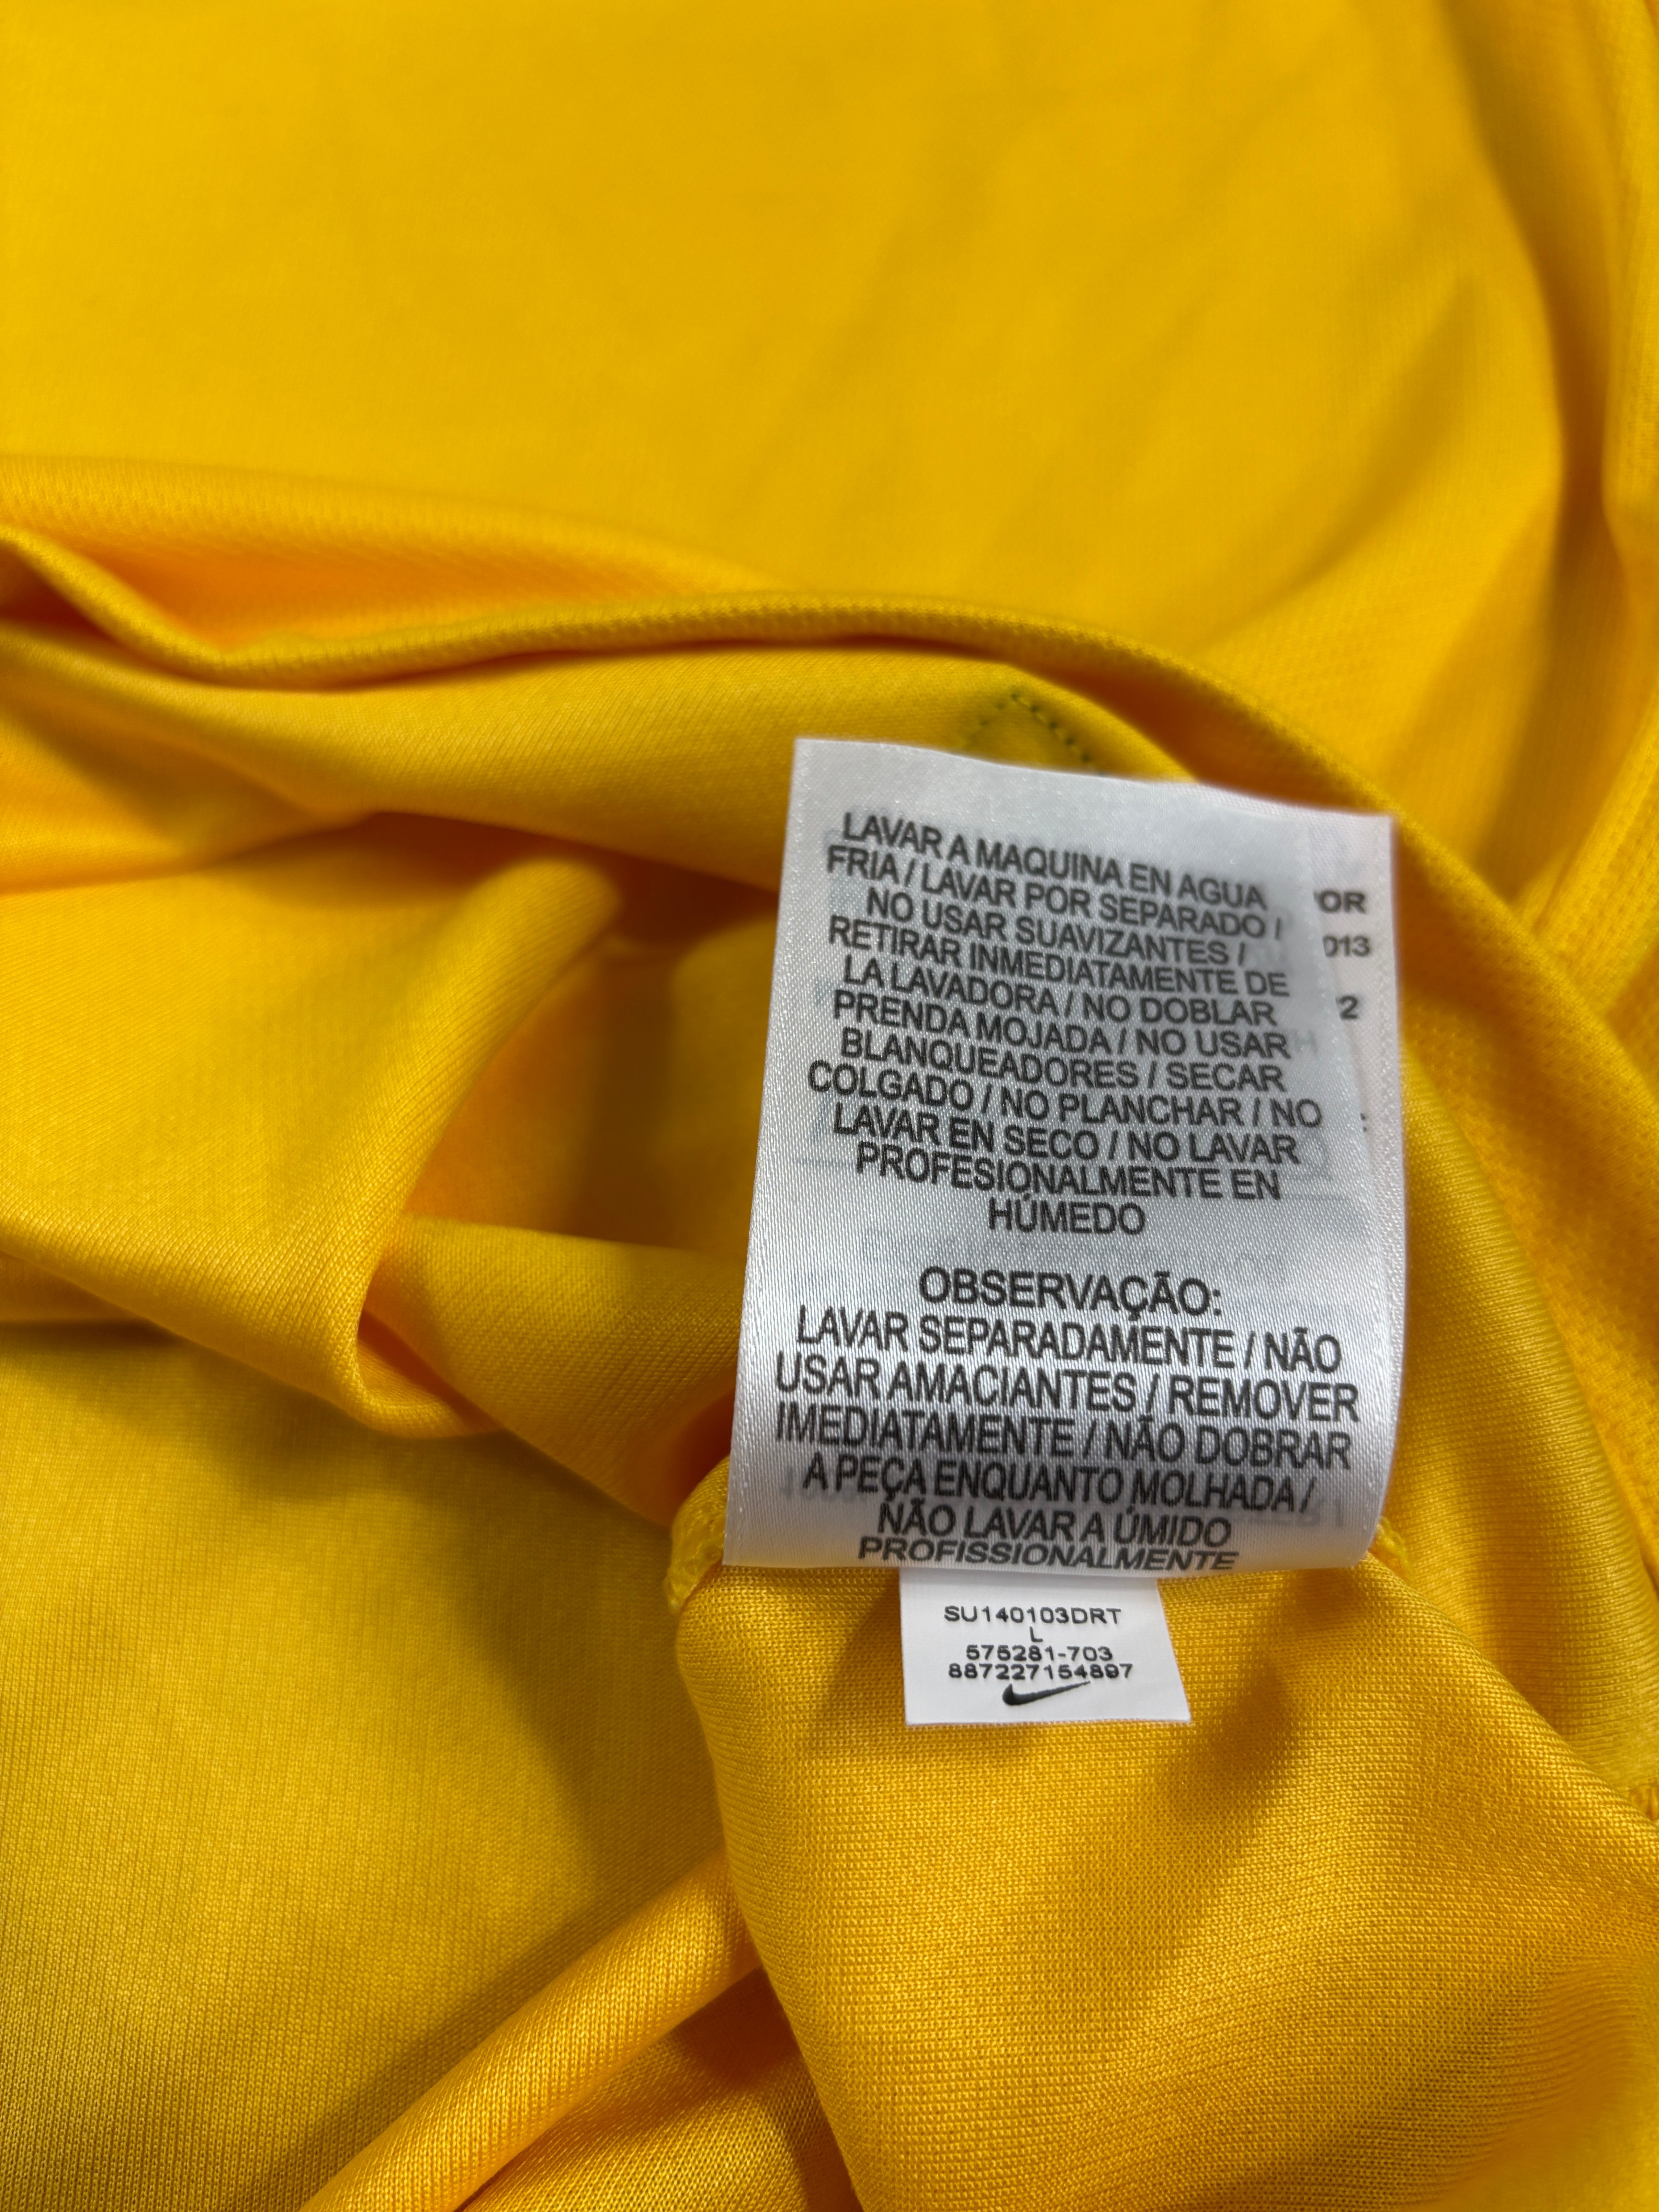 LAVAR A MAQUINA EN AGUA
FRIA / LAVAR POR SEPARADO /
NO USAR SUAVIZANTES /
RETIRAR INMEDIATAMENTE DE
LA LAVADORA / NO DOBLAR
PRENDA MOJADA / NO USAR
BLANQUEADORES / SECAR
COLGADO / NO PLANCHAR / NO
LAVAR EN SECO / NO LAVAR
PROFESIONALMENTE EN
HÚMEDO
OBSERVAÇÃO:
LAVAR SEPARADAMENTE / NÃO
USAR AMACIANTES / REMOVER
IMEDIATAMENTE / NÃO DOBRAR
A PEÇA ENQUANTO MOLHADA /
NÃO LAVAR A ÚMIDO
PROFISSIONALMENTE
SU140103DRT
L
575281-703
887227154897